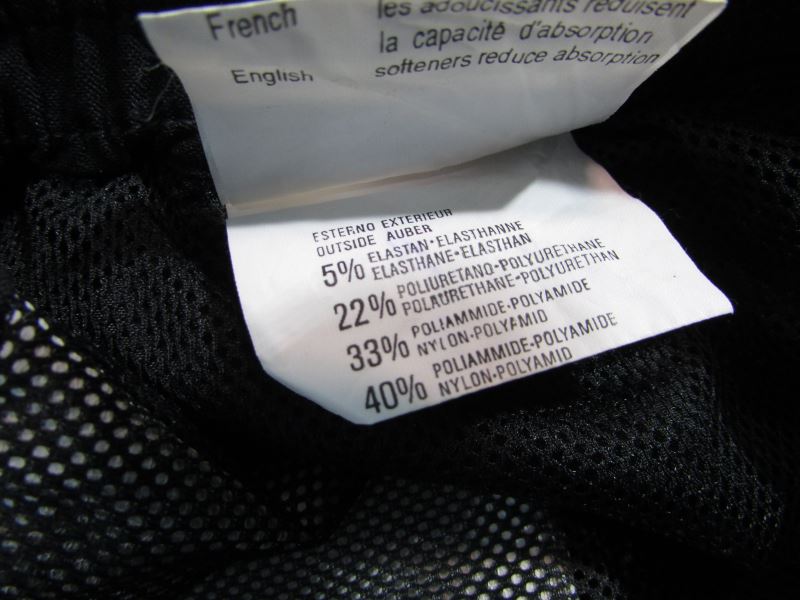 French
les adoucissants réduisent
la capacité d'absorption
English
softeners reduce absorption
ESTERNO EXTERIEUR
OUTSIDE AUBER
5% ELASTAN·ELASTHANNE
ELASTHANE·ELASTHAN
22% POLIURETANO·POLYURETHANE
POLAURETHANE·POLYURETHAN
33% POLIAMMIDE·POLYAMIDE
NYLON·POLYAMID
40% POLIAMMIDE·POLYAMIDE
NYLON·POLYAMID